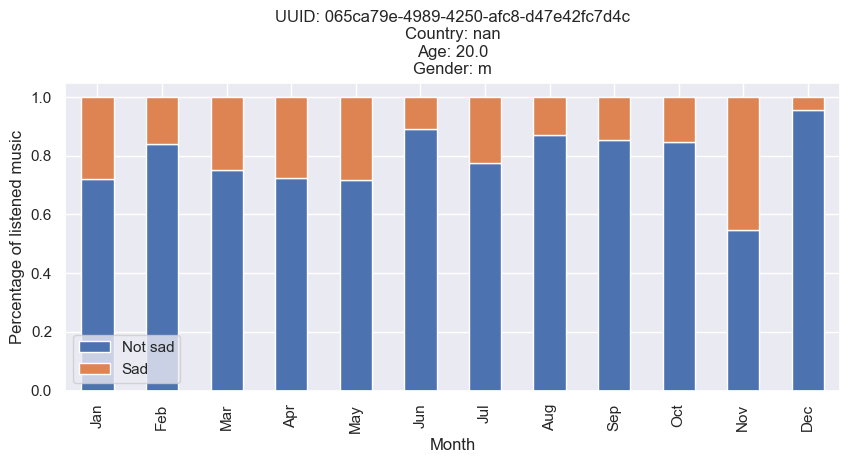 UUID: 065ca79e-4989-4250-afc8-d47e42fc7d4c
Country: nan
Age: 20.0
Gender: m
Percentage of listened music
1.0
0.8
0.6
0.4
0.2
0.0
Not sad
Sad
Jan
Feb
Mar
Apr
May
Jun
Jul
Aug
Sep
Oct
Nov
Dec
Month